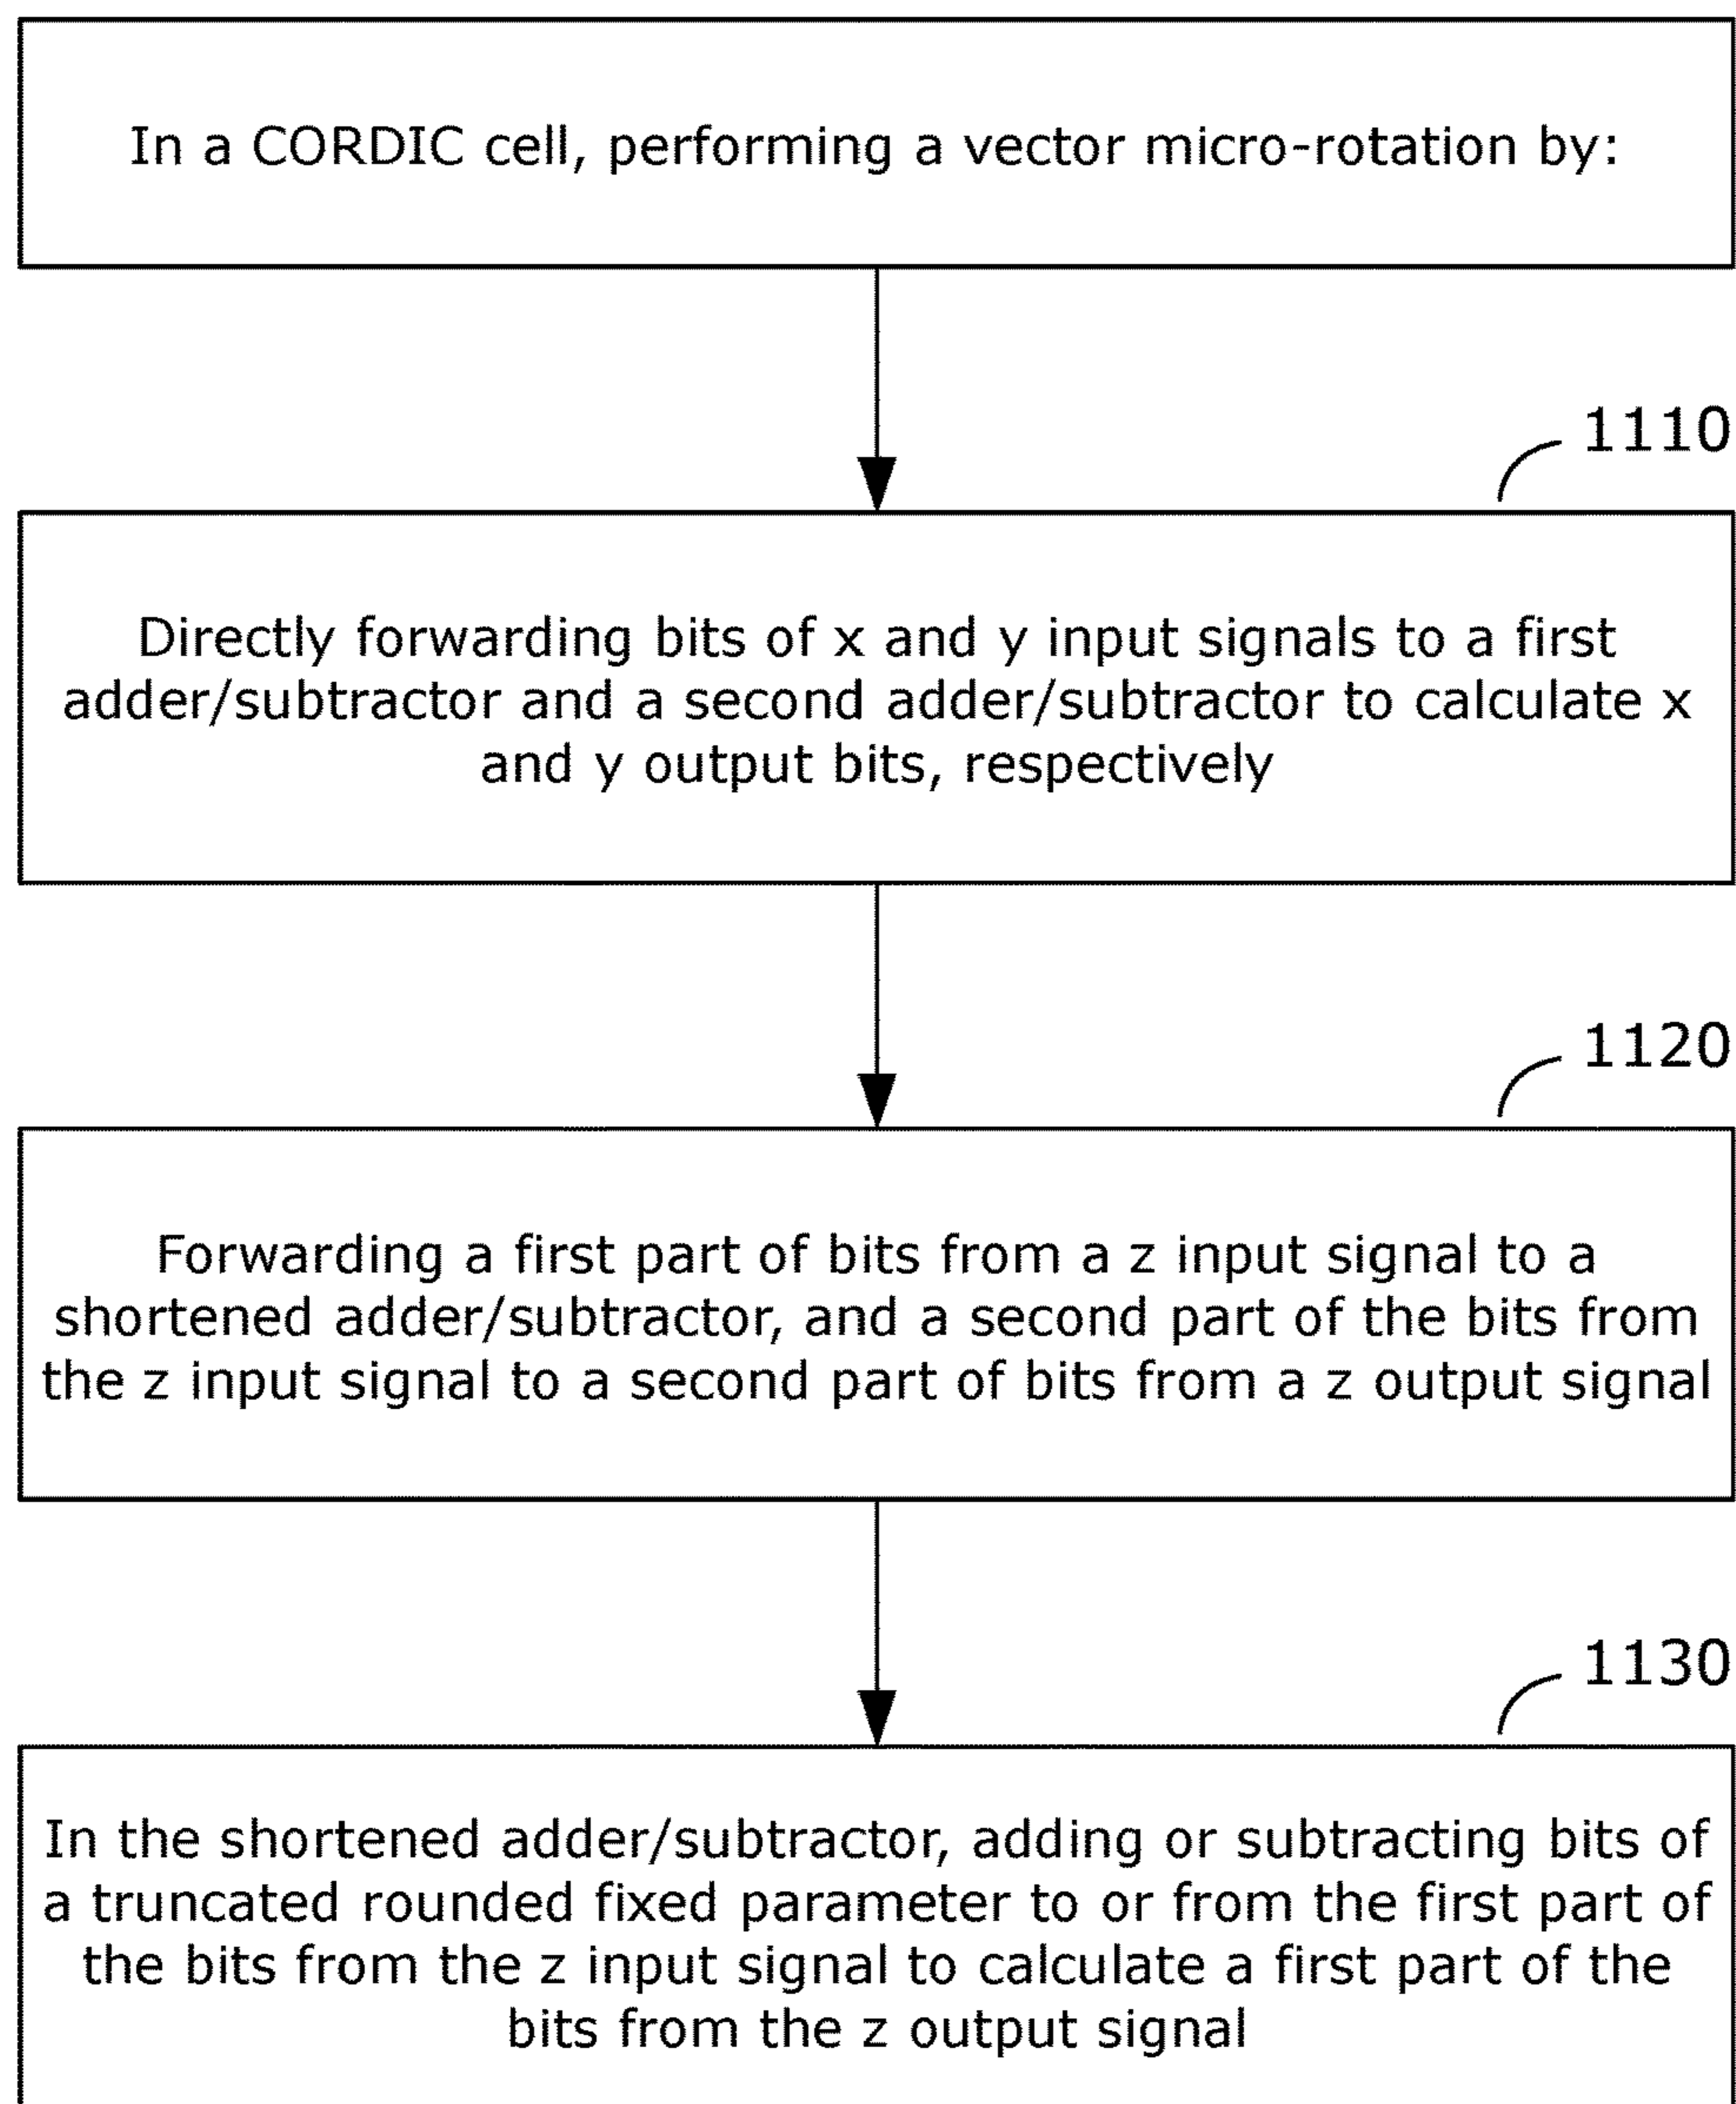 In a CORDIC cell, performing a vector micro-rotation by:
1110
Directly forwarding bits of x and y input signals to a first
adder/subtractor and a second adder/subtractor to calculate x
and y output bits, respectively
1120
Forwarding a first part of bits from a z input signal to a
shortened adder/subtractor, and a second part of the bits from
the z input signal to a second part of bits from a z output signal
1130
In the shortened adder/subtractor, adding or subtracting bits of
a truncated rounded fixed parameter to or from the first part of
the bits from the z input signal to calculate a first part of the
bits from the z output signal